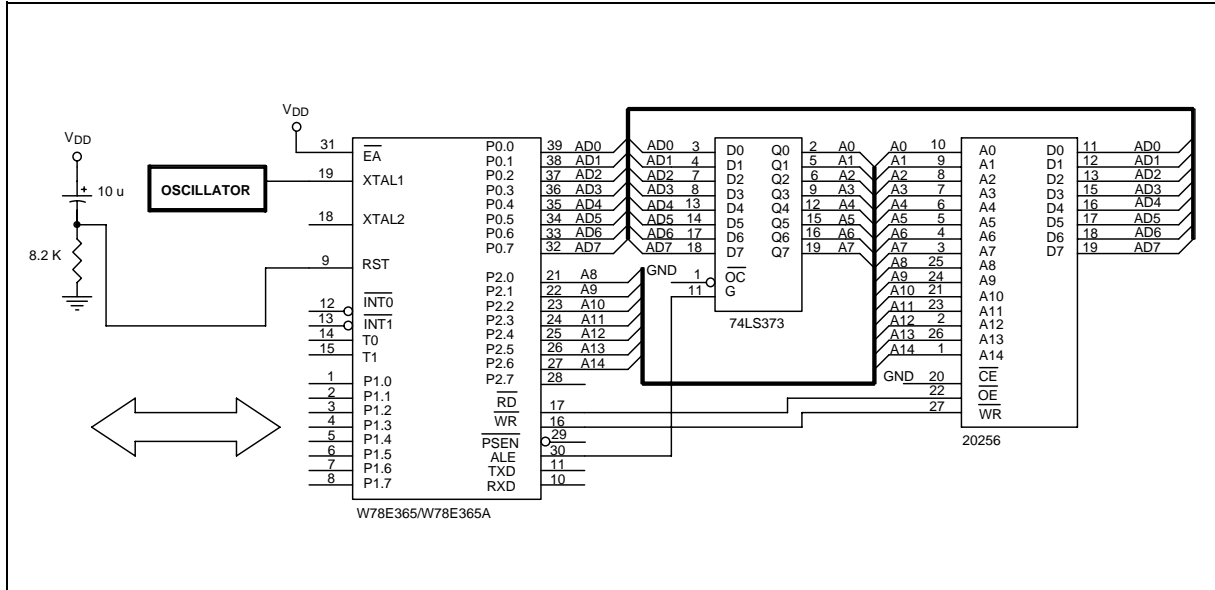 VDD
10 u
8.2 K
OSCILLATOR
VDD
31 EA
19 XTAL1
18 XTAL2
9 RST
12 INT0
13 INT1
14 T0
15 T1
1 P1.0
2 P1.1
3 P1.2
4 P1.3
5 P1.4
6 P1.5
7 P1.6
8 P1.7
P0.0 39 AD0
P0.1 38 AD1
P0.2 37 AD2
P0.3 36 AD3
P0.4 35 AD4
P0.5 34 AD5
P0.6 33 AD6
P0.7 32 AD7
P2.0 21 A8
P2.1 22 A9
P2.2 23 A10
P2.3 24 A11
P2.4 25 A12
P2.5 26 A13
P2.6 27 A14
P2.7 28
RD 17
WR 16
PSEN 29
ALE 30
TXD 11
RXD 10
W78E365/W78E365A
AD0 3 D0 Q0 2 A0
AD1 4 D1 Q1 5 A1
AD2 7 D2 Q2 6 A2
AD3 8 D3 Q3 9 A3
AD4 13 D4 Q4 12 A4
AD5 14 D5 Q5 15 A5
AD6 17 D6 Q6 16 A6
AD7 18 D7 Q7 19 A7
GND 1 OC
11 G
74LS373
A0 10 A0 D0 11 AD0
A1 9 A1 D1 12 AD1
A2 8 A2 D2 13 AD2
A3 7 A3 D3 15 AD3
A4 6 A4 D4 16 AD4
A5 5 A5 D5 17 AD5
A6 4 A6 D6 18 AD6
A7 3 A7 D7 19 AD7
A8 25 A8
A9 24 A9
A10 21 A10
A11 23 A11
A12 2 A12
A13 26 A13
A14 1 A14
GND 20 CE
22 OE
27 WR
20256